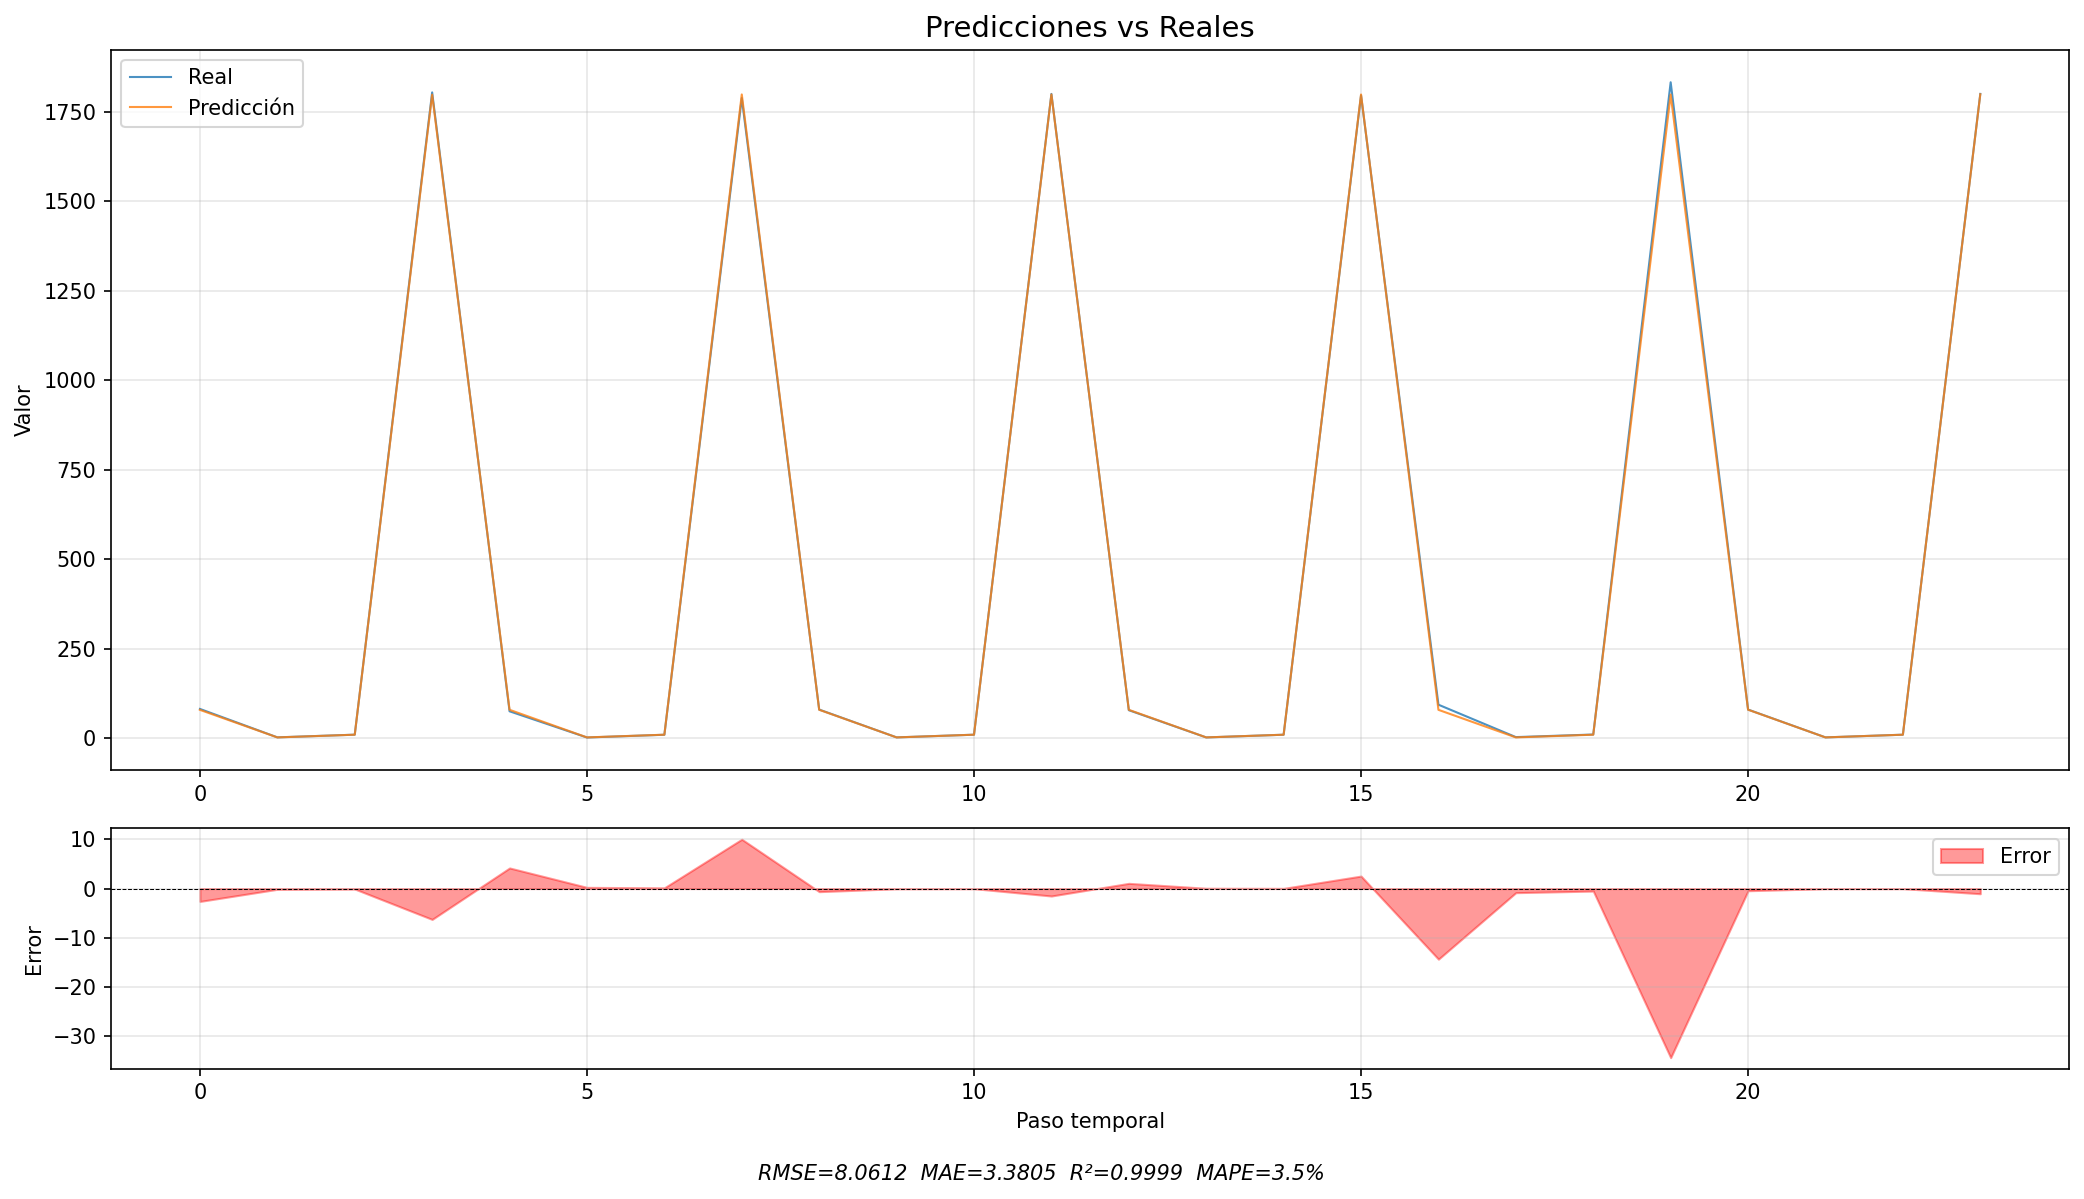 Predicciones vs Reales
Real
Predicción
1750
1500
1250
1000
750
500
250
0
Valor
0 5 10 15 20
10
0
−10
−20
−30
Error
Error
0 5 10 15 20
Paso temporal
RMSE=8.0612 MAE=3.3805 R²=0.9999 MAPE=3.5%